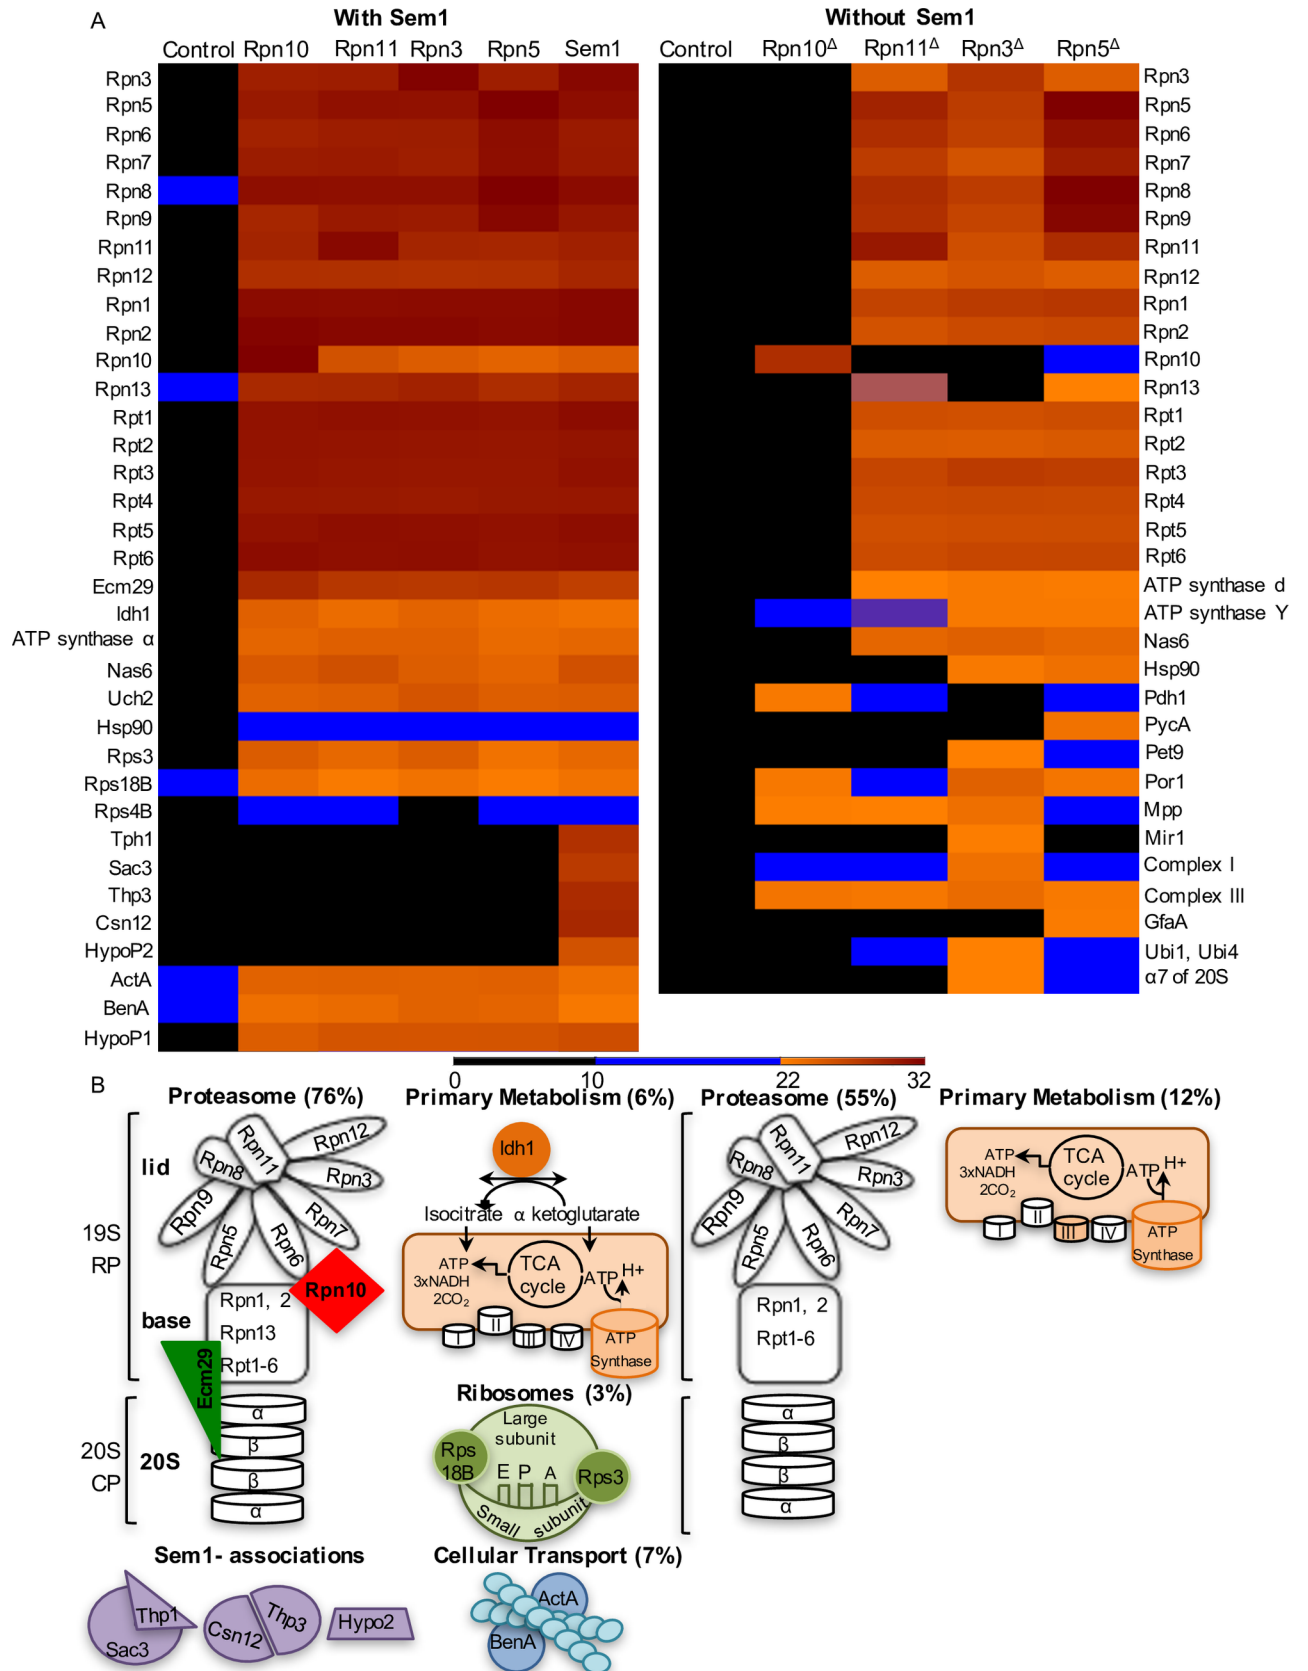 A
With Sem1
Without Sem1
Control Rpn10 Rpn11 Rpn3 Rpn5 Sem1
Control Rpn10Δ Rpn11Δ Rpn3Δ Rpn5Δ
Rpn3
Rpn5
Rpn6
Rpn7
Rpn8
Rpn9
Rpn11
Rpn12
Rpn1
Rpn2
Rpn10
Rpn13
Rpt1
Rpt2
Rpt3
Rpt4
Rpt5
Rpt6
Ecm29
Idh1
ATP synthase α
Nas6
Uch2
Hsp90
Rps3
Rps18B
Rps4B
Tph1
Sac3
Thp3
Csn12
HypoP2
ActA
BenA
HypoP1
Rpn3
Rpn5
Rpn6
Rpn7
Rpn8
Rpn9
Rpn11
Rpn12
Rpn1
Rpn2
Rpn10
Rpn13
Rpt1
Rpt2
Rpt3
Rpt4
Rpt5
Rpt6
ATP synthase d
ATP synthase Y
Nas6
Hsp90
Pdh1
PycA
Pet9
Por1
Mpp
Mir1
Complex I
Complex III
GfaA
Ubi1, Ubi4
α7 of 20S
0 10 22 32
B
Proteasome (76%)
lid
base
20S
19S
RP
20S
CP
Rpn11
Rpn12
Rpn8
Rpn3
Rpn9
Rpn7
Rpn5
Rpn6
Rpn10
Rpn1, 2
Rpn13
Rpt1-6
Ecm29
α
β
β
α
Primary Metabolism (6%)
Idh1
Isocitrate α ketoglutarate
ATP
3xNADH
2CO2
TCA
cycle
ATP
H+
I
II
III
IV
ATP
Synthase
Ribosomes (3%)
Large
subunit
Rps
18B
E P A
Rps3
Small subunit
Proteasome (55%)
Rpn11
Rpn12
Rpn8
Rpn3
Rpn9
Rpn7
Rpn5
Rpn6
Rpn1, 2
Rpt1-6
α
β
β
α
Primary Metabolism (12%)
ATP
3xNADH
2CO2
TCA
cycle
ATP
H+
I
II
III
IV
ATP
Synthase
Sem1- associations
Thp1
Sac3
Csn12
Thp3
Hypo2
Cellular Transport (7%)
ActA
BenA